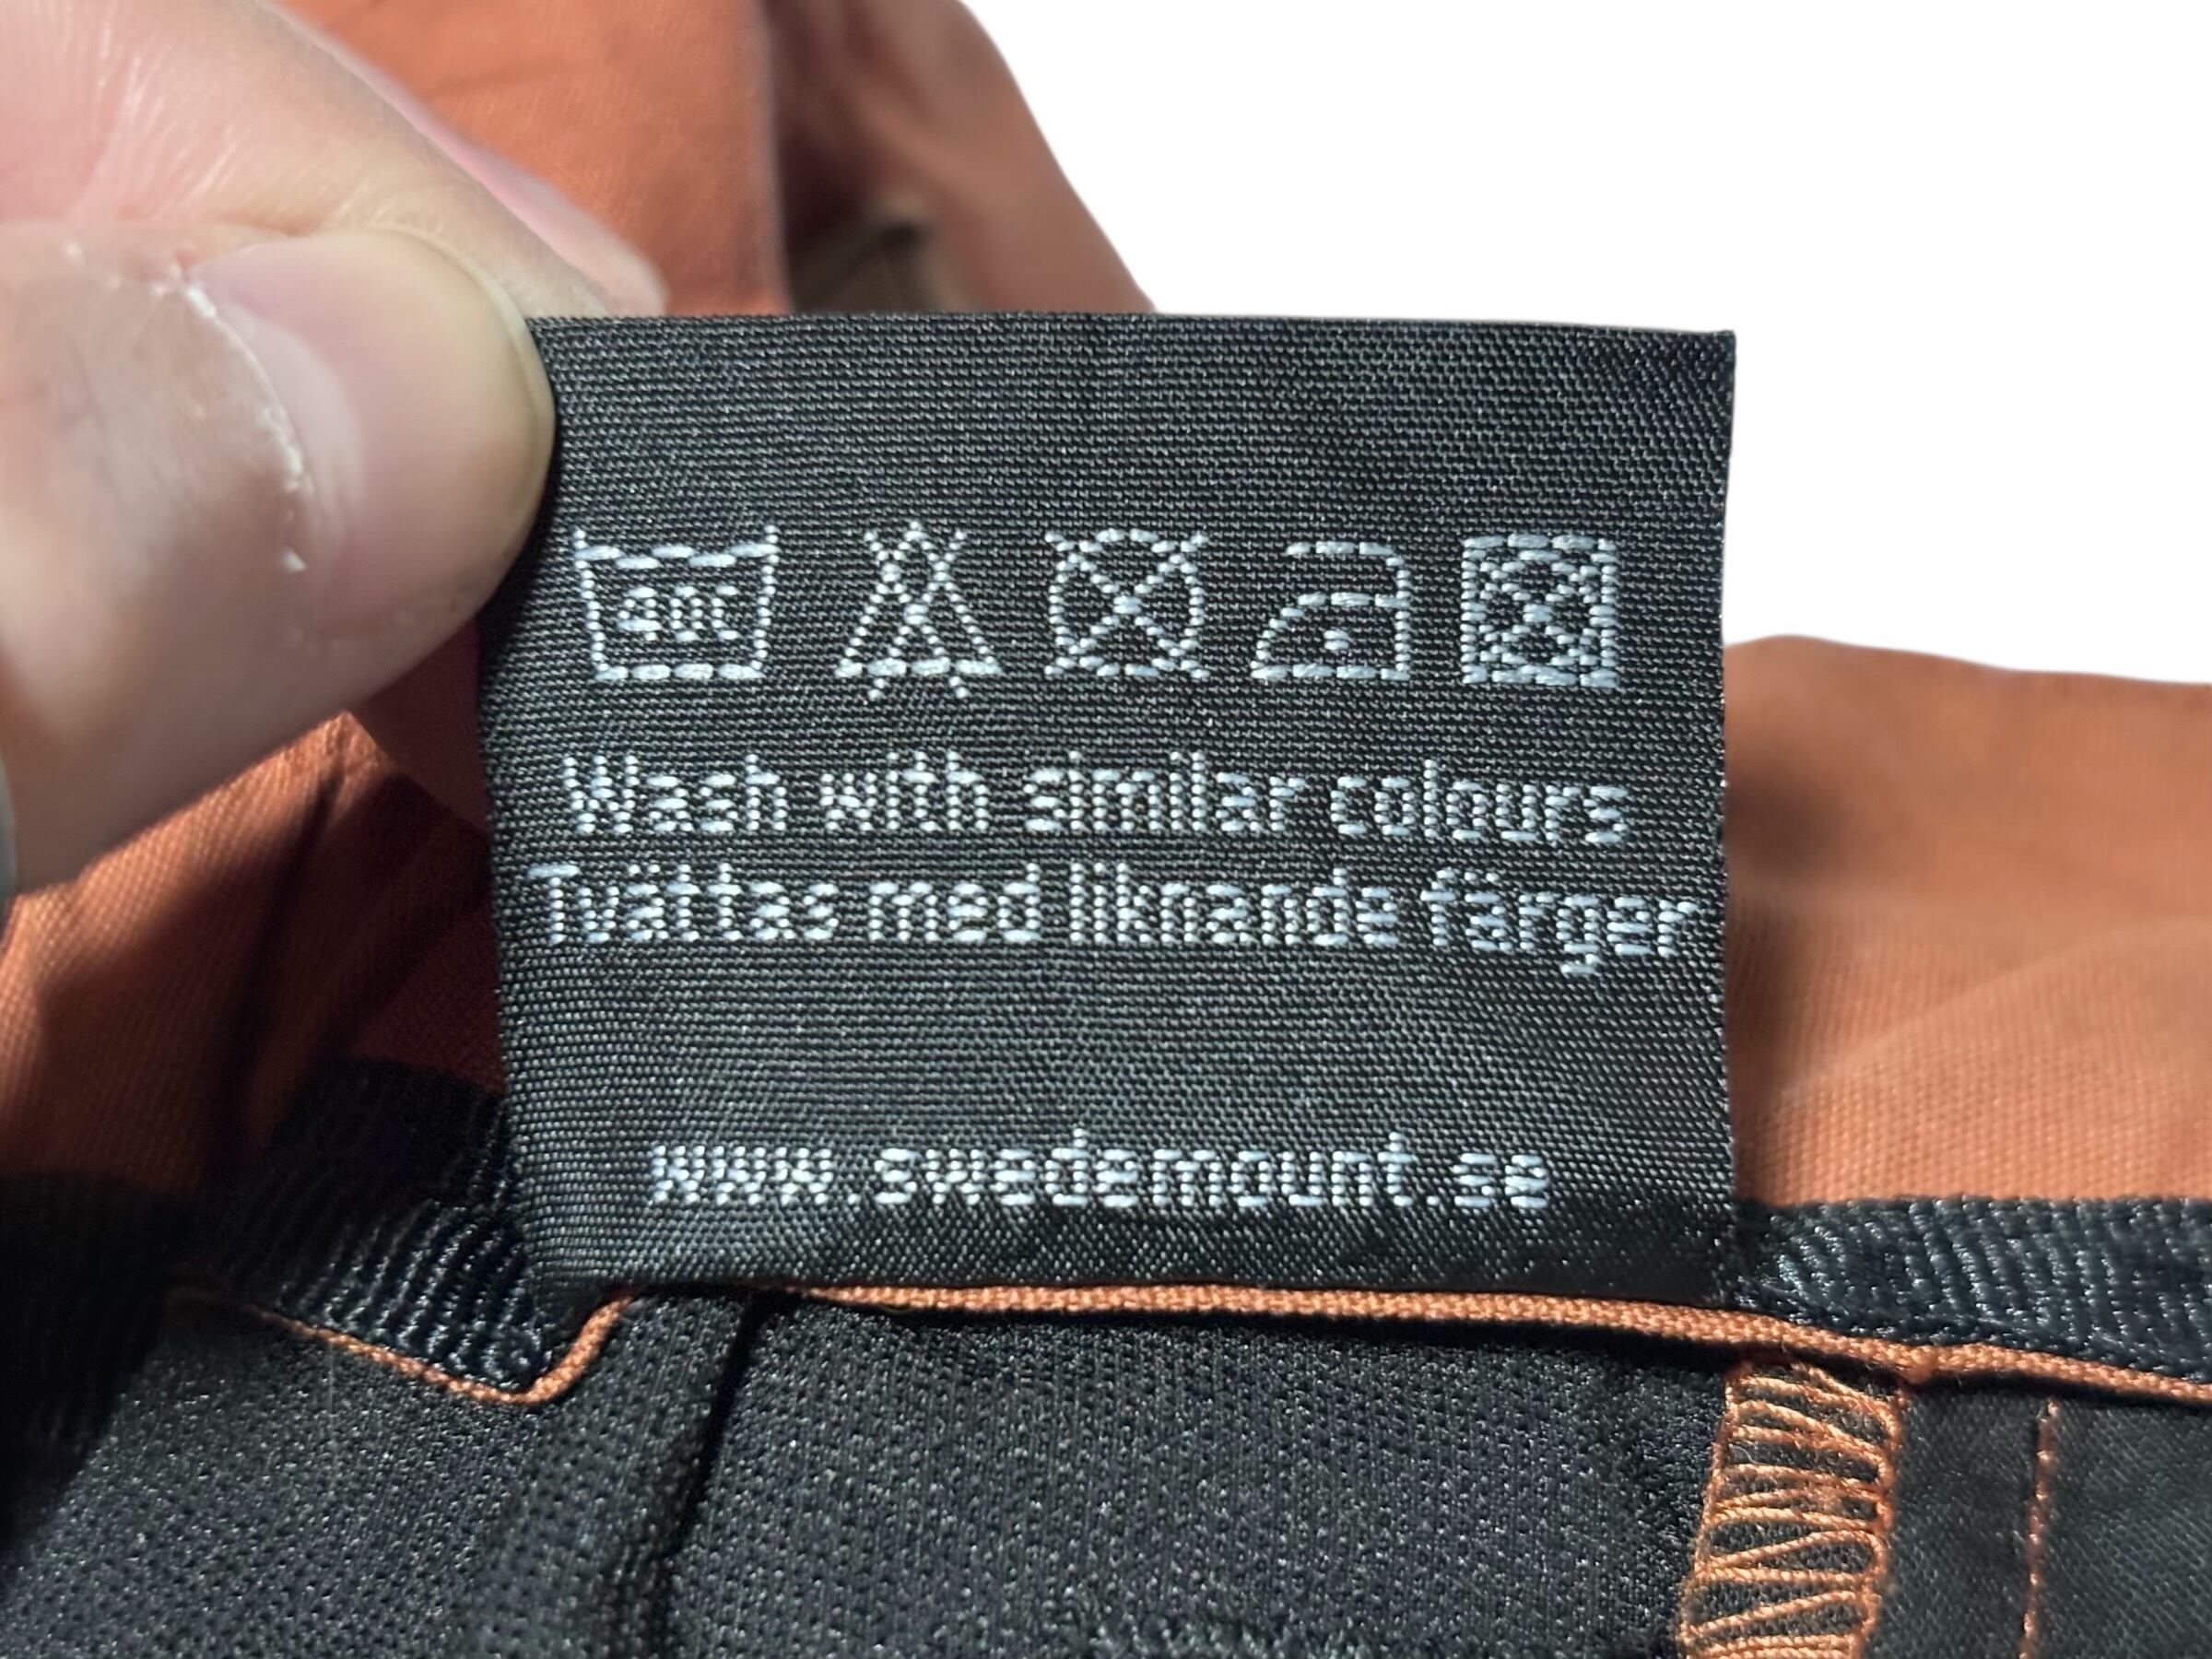 40°C
Wash with similar colours
Tvättas med liknande färger
www.swedemount.se